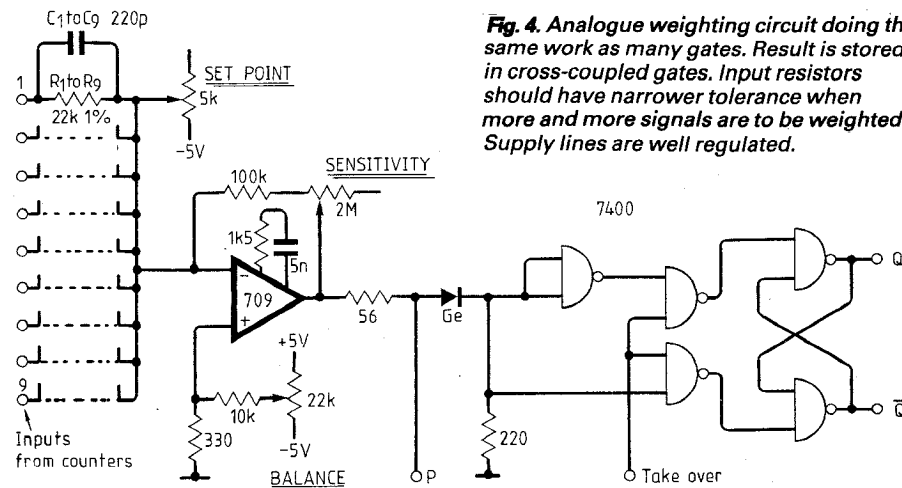 C1toC9 220p
Fig. 4. Analogue weighting circuit doing th
same work as many gates. Result is stored
in cross-coupled gates. Input resistors
should have narrower tolerance when
more and more signals are to be weighted
Supply lines are well regulated.
SET POINT
1
R1toR9
22k 1%
5k
-5V
SENSITIVITY
100k
2M
7400
1k5
5n
-
709
+
56
Ge
Q
+5V
10k
22k
330
-5V
220
Q̅
9
Inputs
from counters
BALANCE
P
Take over